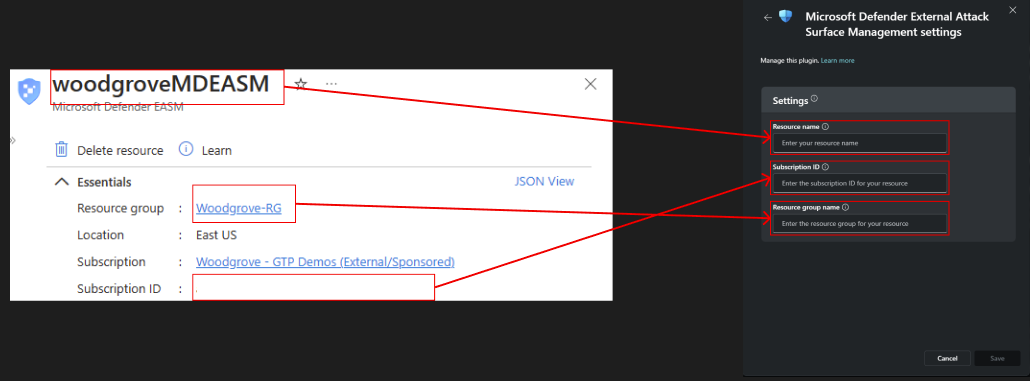 woodgroveMDEASM
Microsoft Defender EASM
Delete resource
Learn
Essentials
JSON View
Resource group : Woodgrove-RG
Location : East US
Subscription : Woodgrove - GTP Demos (External/Sponsored)
Subscription ID :
Microsoft Defender External Attack
Surface Management settings
Manage this plugin. Learn more
Settings
Resource name
Enter your resource name
Subscription ID
Enter the subscription ID for your resource
Resource group name
Enter the resource group for your resource
Cancel
Save